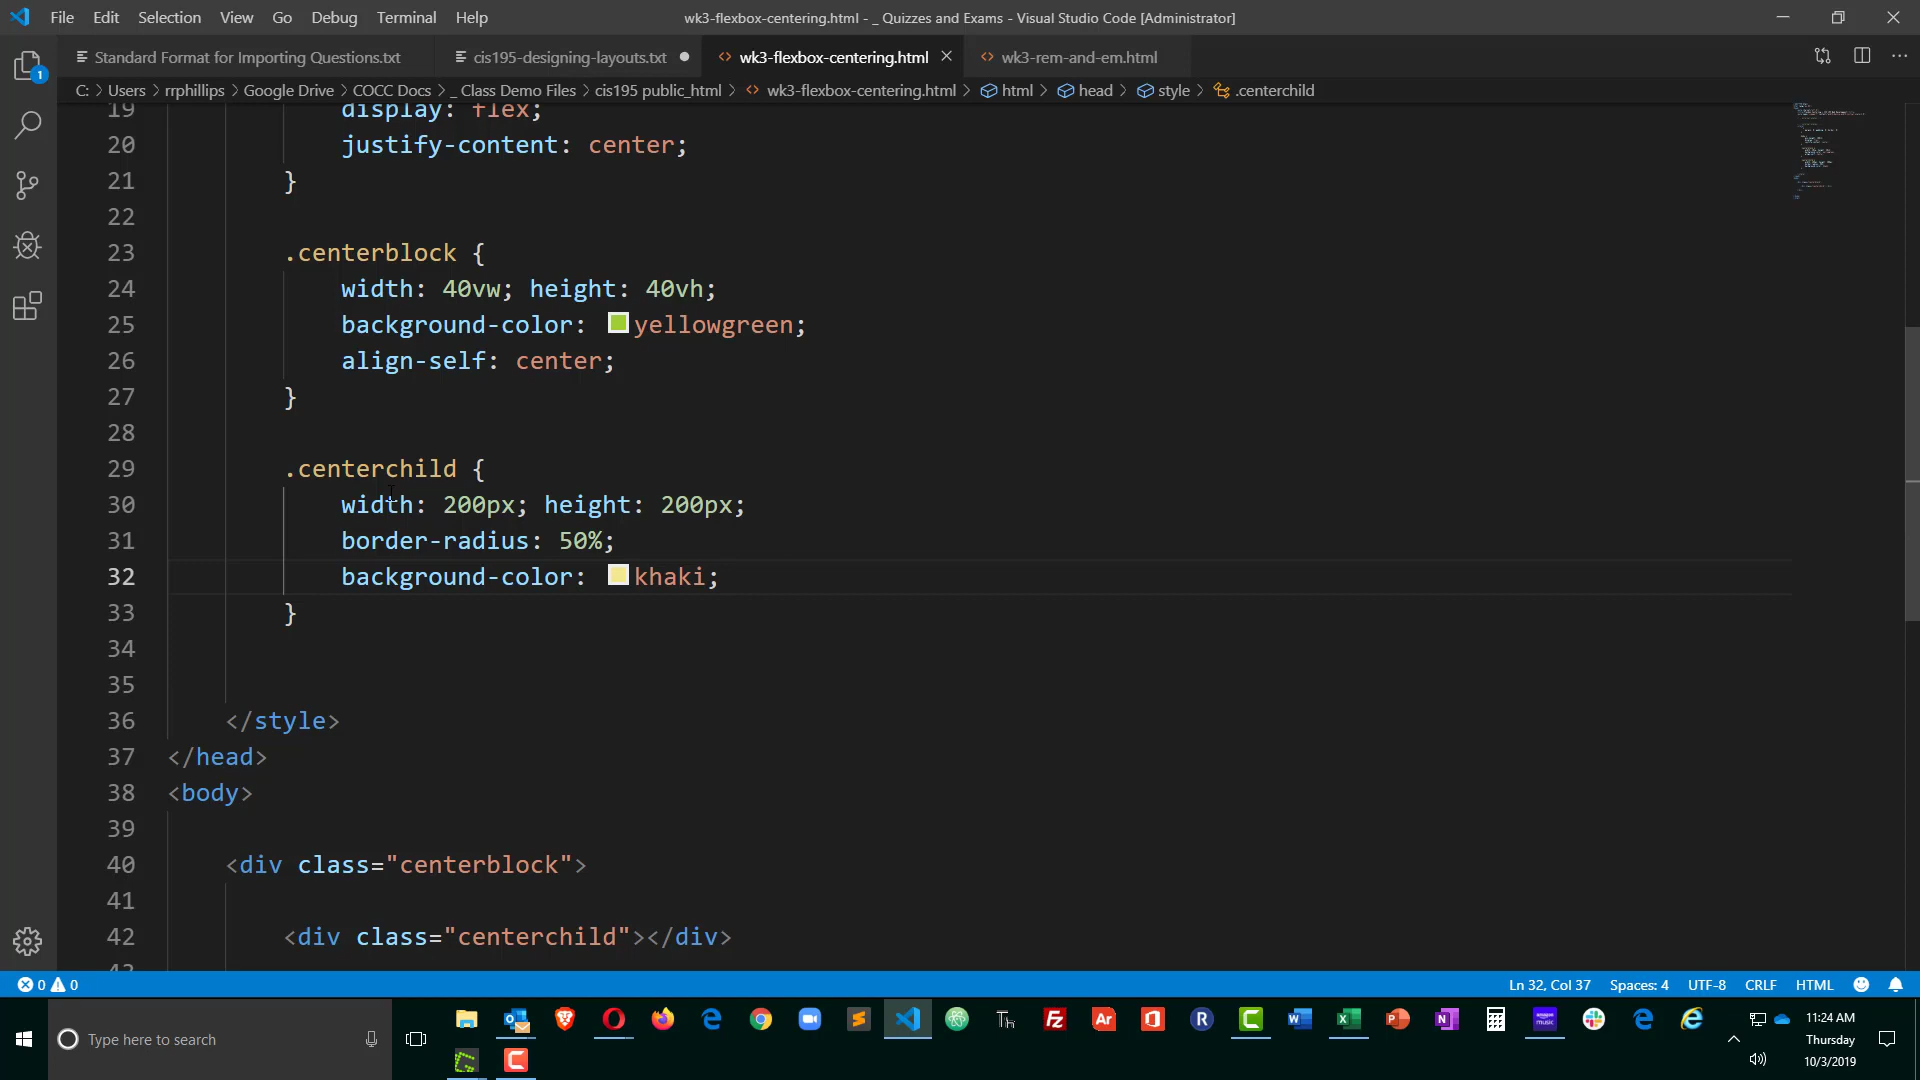 File Edit Selection View Go Debug Terminal Help
wk3-flexbox-centering.html - _ Quizzes and Exams - Visual Studio Code [Administrator]
Standard Format for Importing Questions.txt
cis195-designing-layouts.txt
wk3-flexbox-centering.html
wk3-rem-and-em.html
C: > Users > rrphillips > Google Drive > COCC Docs > _ Class Demo Files > cis195 public_html > wk3-flexbox-centering.html > html > head > style > .centerchild
19 display: flex;
20 justify-content: center;
21 }
22
23 .centerblock {
24 width: 40vw; height: 40vh;
25 background-color: yellowgreen;
26 align-self: center;
27 }
28
29 .centerchild {
30 width: 200px; height: 200px;
31 border-radius: 50%;
32 background-color: khaki;
33 }
34
35
36 </style>
37 </head>
38 <body>
39
40 <div class="centerblock">
41
42 <div class="centerchild"></div>
43
0 0
Ln 32, Col 37 Spaces: 4 UTF-8 CRLF HTML
Type here to search
11:24 AM
Thursday
10/3/2019